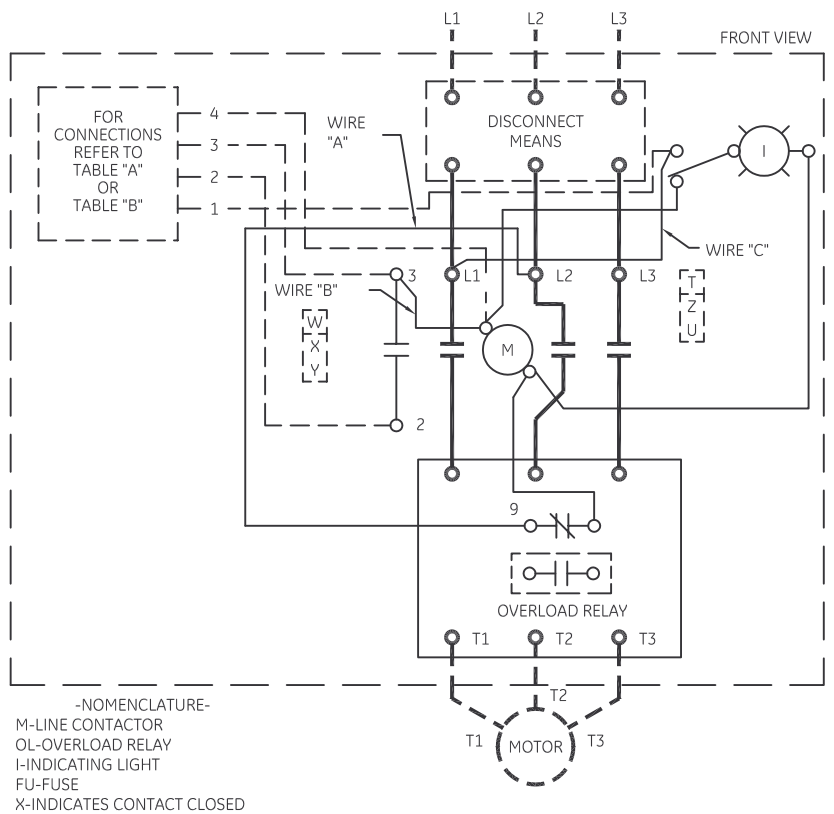 L1
L2
L3
FRONT VIEW
FOR
CONNECTIONS
REFER TO
TABLE "A"
OR
TABLE "B"
4
3
2
1
WIRE
"A"
DISCONNECT
MEANS
I
WIRE "C"
3
L1
L2
L3
WIRE "B"
T
Z
U
W
X
Y
M
2
9
OVERLOAD RELAY
T1
T2
T3
T2
T1
MOTOR
T3
-NOMENCLATURE-
M-LINE CONTACTOR
OL-OVERLOAD RELAY
I-INDICATING LIGHT
FU-FUSE
X-INDICATES CONTACT CLOSED